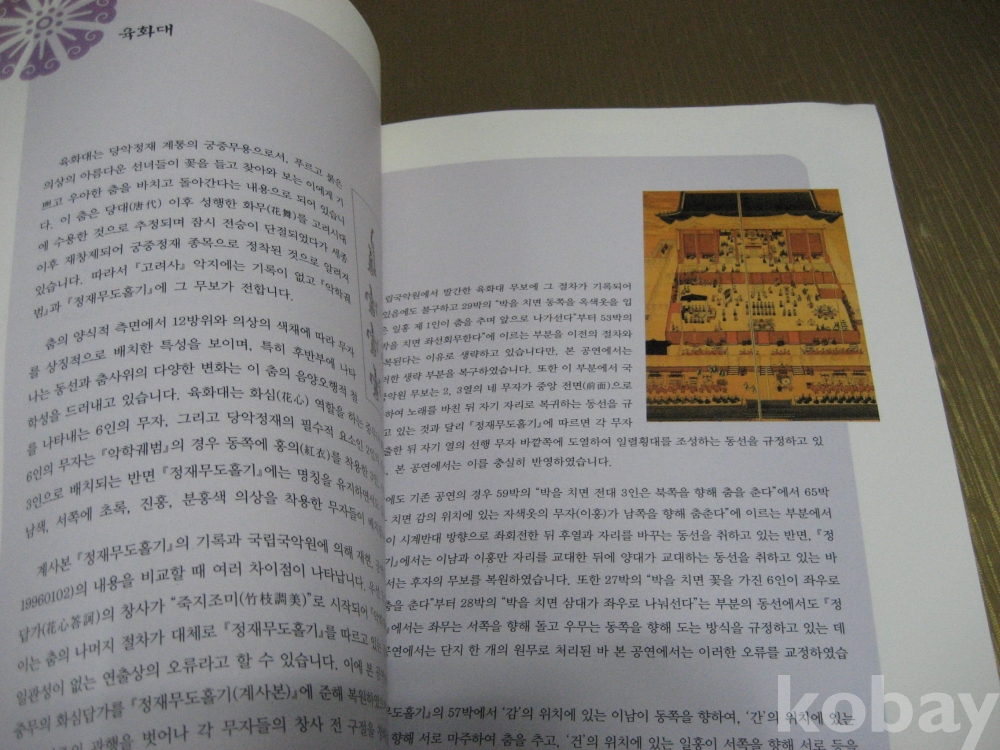 육화대
육화대는 당악정재 계통의 궁중무용으로서, 푸르고 붉은
의상의 아름다운 선녀들이 꽃을 들고 찾아와 보는 이에게 기
쁘고 우아한 춤을 바치고 돌아간다는 내용으로 되어 있습니
다. 이 춤은 당대(唐代) 이후 성행한 화무(花舞)를 고려시대
에 수용한 것으로 추정되며 잠시 전승이 단절되었다가 세종
이후 재창제되어 궁중정재 종목으로 정착된 것으로 알려져
있습니다. 따라서 『고려사』 악지에는 기록이 없고 『악학궤
범』과 『정재무도홀기』에 그 무보가 전합니다.
춤의 양식적 측면에서 12방위와 의상의 색채에 따라 무자
를 상징적으로 배치한 특성을 보이며, 특히 후반부에 나타
나는 동선과 춤사위의 다양한 변화는 이 춤의 음양오행적 철
학성을 드러내고 있습니다. 육화대는 화심(花心) 역할을 하는
를 나타내는 6인의 무자, 그리고 당악정재의 필수적 요소인
6인의 무자는 『악학궤범』의 경우 동쪽에 홍의(紅衣)를 착용한
3인으로 배치되는 반면 『정재무도홀기』에는 명칭을 유지하면서
남색, 서쪽에 초록, 진홍, 분홍색 의상을 착용한 무자들이
계사본 『정재무도홀기』의 기록과 국립국악원에 의해 재현
19960102)의 내용을 비교할 때 여러 차이점이 나타납니다.
답가(花心答詞)의 창사가 “죽지조미(竹枝調美)”로 시작되어
이는 춤의 나머지 절차가 대체로 『정재무도홀기』를 따르고 있는
일관성이 없는 연출상의 오류라고 할 수 있습니다. 이에 본
중무의 화심답가를 『정재무도홀기(계사본)』에 준해 복원하
관행을 벗어나 각 무자들의 창사 전 구절을
립국악원에서 발간한 육화대 무보에 그 절차가 기록되어
있음에도 불구하고 29박의 “박을 치면 동쪽을 옥색옷을 입
은 일홍 제 1인이 춤을 추며 앞으로 나가선다”부터 53박의
“박을 치면 좌선회무한다”에 이르는 부분을 이전의 절차와
복된다는 이유로 생략하고 있습니다만, 본 공연에서는
러한 생략 부분을 복구하였습니다. 또한 이 부분에서 국
악원 무보는 2, 3열의 네 무자가 중앙 전면(前面)으로
하여 노래를 바친 뒤 자기 자리로 복귀하는 동선을 규
고 있는 것과 달리 『정재무도홀기』에 따르면 각 무자
출한 뒤 자기 열의 선행 무자 바깥쪽에 도열하여 일렬횡대를 조성하는 동선을 규정하고 있
본 공연에서는 이를 충실히 반영하였습니다.
에도 기존 공연의 경우 59박의 “박을 치면 전대 3인은 북쪽을 향해 춤을 춘다”에서 65박
치면 감의 위치에 있는 자색옷의 무자(이홍)가 남쪽을 향해 춤춘다”에 이르는 부분에서
이 시계반대 방향으로 좌회전한 뒤 후열과 자리를 바꾸는 동선을 취하고 있는 반면, 『정
기』에서는 이남과 이홍만 자리를 교대한 뒤에 양대가 교대하는 동선을 취하고 있는 바
서는 후자의 무보를 복원하였습니다. 또한 27박의 “박을 치면 꽃을 가진 6인이 좌우로
춤을 춘다”부터 28박의 “박을 치면 삼대가 좌우로 나눠선다”는 부분의 동선에서도 『정
에서는 좌무는 서쪽을 향해 돌고 우무는 동쪽을 향해 도는 방식을 규정하고 있는 데
공연에서는 단지 한 개의 원무로 처리된 바 본 공연에서는 이러한 오류를 교정하였습
도홀기』의 57박에서 ‘감’의 위치에 있는 이남이 동쪽을 향하여, ‘간’의 위치에 있는
향해 서로 마주하여 춤을 추고, ‘건’의 위치에 있는 일홍이 서쪽을 향해 서로 등을
kobay